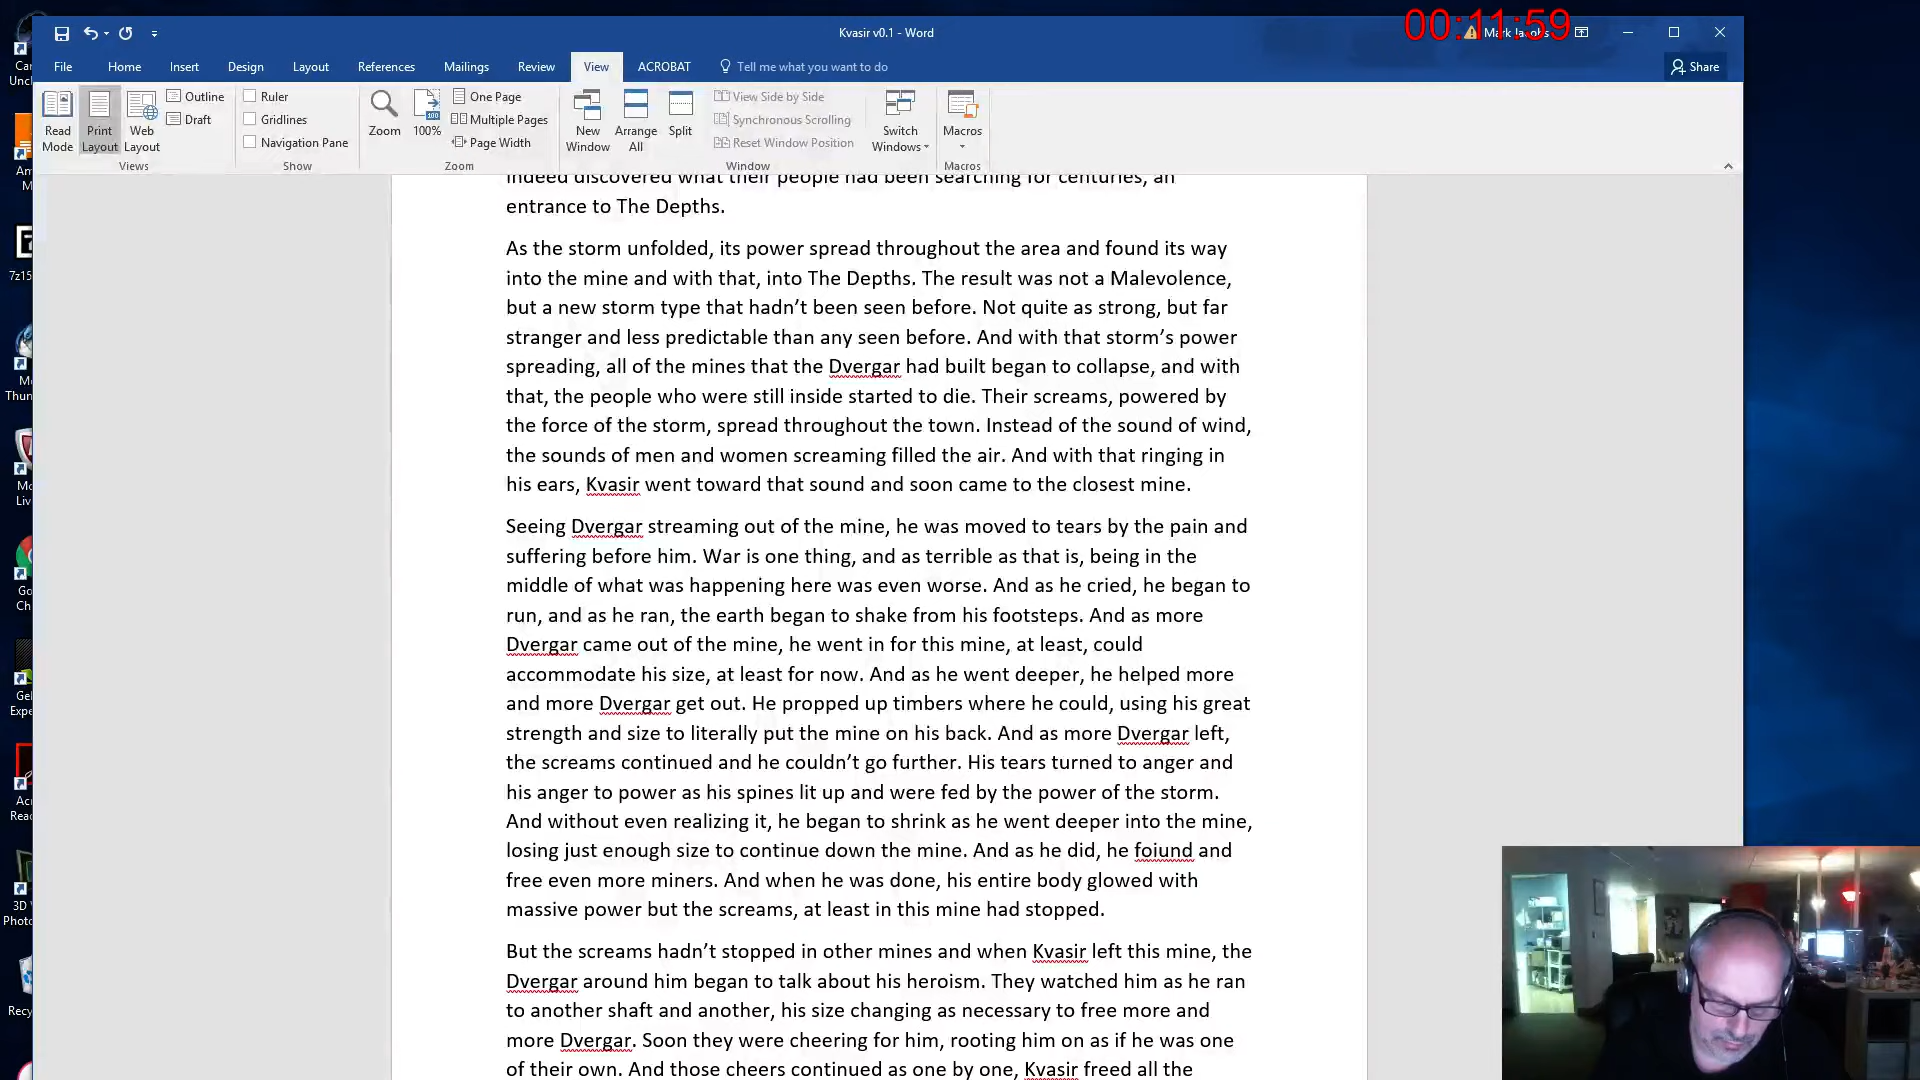 00:11:59
Kvasir v0.1 - Word
Mark Jacobs
File Home Insert Design Layout References Mailings Review View ACROBAT Tell me what you want to do Share
Read Mode
Print Layout
Web Layout
Outline
Draft
Views
Ruler
Gridlines
Navigation Pane
Show
Zoom
100%
One Page
Multiple Pages
Page Width
Zoom
New Window
Arrange All
Split
View Side by Side
Synchronous Scrolling
Reset Window Position
Window
Switch Windows
Macros
Macros
indeed discovered what their people had been searching for centuries, an
entrance to The Depths.
As the storm unfolded, its power spread throughout the area and found its way
into the mine and with that, into The Depths. The result was not a Malevolence,
but a new storm type that hadn't been seen before. Not quite as strong, but far
stranger and less predictable than any seen before. And with that storm's power
spreading, all of the mines that the Dvergar had built began to collapse, and with
that, the people who were still inside started to die. Their screams, powered by
the force of the storm, spread throughout the town. Instead of the sound of wind,
the sounds of men and women screaming filled the air. And with that ringing in
his ears, Kvasir went toward that sound and soon came to the closest mine.
Seeing Dvergar streaming out of the mine, he was moved to tears by the pain and
suffering before him. War is one thing, and as terrible as that is, being in the
middle of what was happening here was even worse. And as he cried, he began to
run, and as he ran, the earth began to shake from his footsteps. And as more
Dvergar came out of the mine, he went in for this mine, at least, could
accommodate his size, at least for now. And as he went deeper, he helped more
and more Dvergar get out. He propped up timbers where he could, using his great
strength and size to literally put the mine on his back. And as more Dvergar left,
the screams continued and he couldn't go further. His tears turned to anger and
his anger to power as his spines lit up and were fed by the power of the storm.
And without even realizing it, he began to shrink as he went deeper into the mine,
losing just enough size to continue down the mine. And as he did, he foiund and
free even more miners. And when he was done, his entire body glowed with
massive power but the screams, at least in this mine had stopped.
But the screams hadn't stopped in other mines and when Kvasir left this mine, the
Dvergar around him began to talk about his heroism. They watched him as he ran
to another shaft and another, his size changing as necessary to free more and
more Dvergar. Soon they were cheering for him, rooting him on as if he was one
of their own. And those cheers continued as one by one, Kvasir freed all the